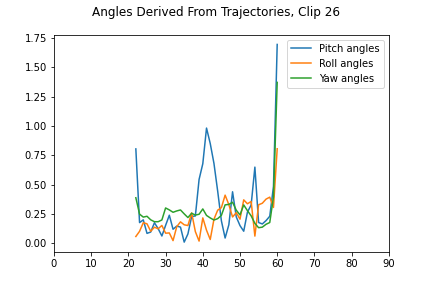 Angles Derived From Trajectories, Clip 26
1.75
1.50
1.25
1.00
0.75
0.50
0.25
0.00
Pitch angles
Roll angles
Yaw angles
0 10 20 30 40 50 60 70 80 90